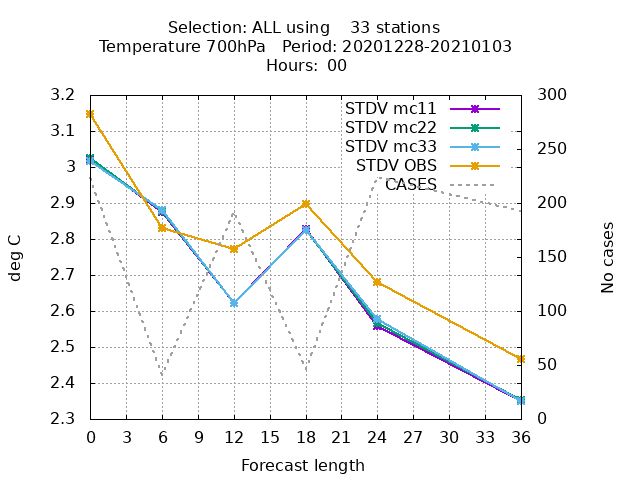 Selection: ALL using    33 stations
Temperature 700hPa   Period: 20201228-20210103
Hours: 00
3.2
3.1
3
2.9
2.8
2.7
2.6
2.5
2.4
2.3
deg C
STDV mc11
STDV mc22
STDV mc33
STDV OBS
CASES
300
250
200
150
100
50
0
No cases
0 3 6 9 12 15 18 21 24 27 30 33 36
Forecast length